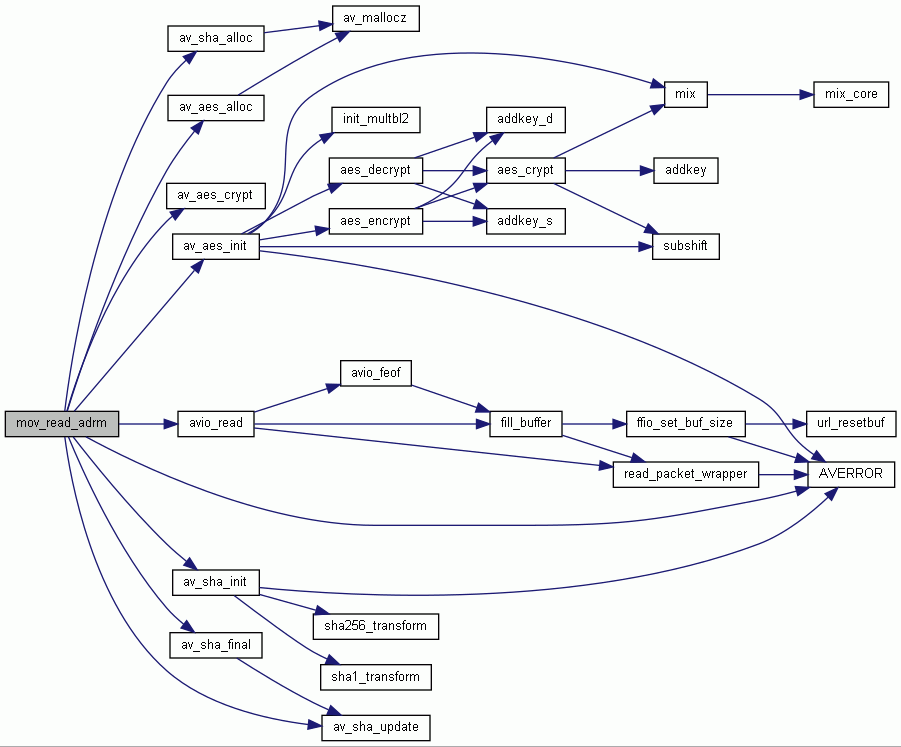 av_mallocz
av_sha_alloc
mix
mix_core
av_aes_alloc
init_multbl2
addkey_d
aes_decrypt
aes_crypt
addkey
av_aes_crypt
aes_encrypt
addkey_s
av_aes_init
subshift
avio_feof
mov_read_adrm
avio_read
fill_buffer
ffio_set_buf_size
url_resetbuf
read_packet_wrapper
AVERROR
av_sha_init
sha256_transform
av_sha_final
sha1_transform
av_sha_update